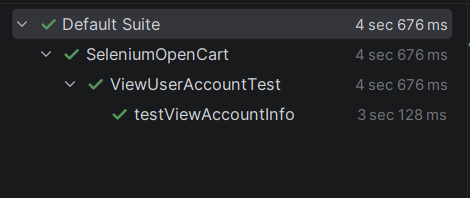 Default Suite 4 sec 676 ms
SeleniumOpenCart 4 sec 676 ms
ViewUserAccountTest 4 sec 676 ms
testViewAccountInfo 3 sec 128 ms